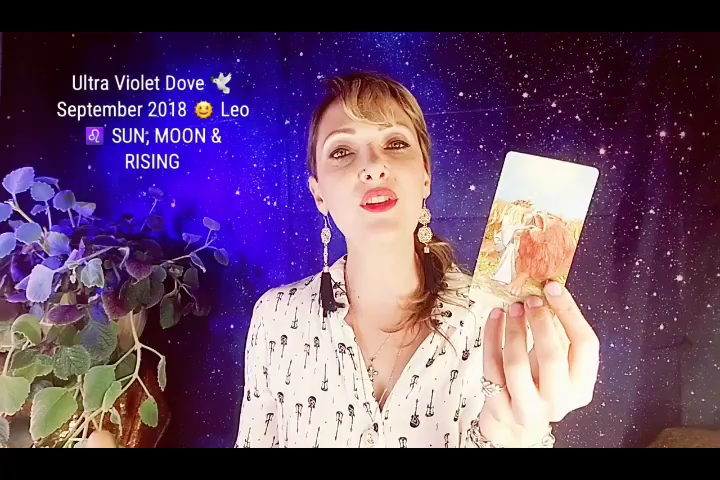 Ultra Violet Dove 🕊️
September 2018 🌞 Leo
♌ SUN; MOON &
RISING